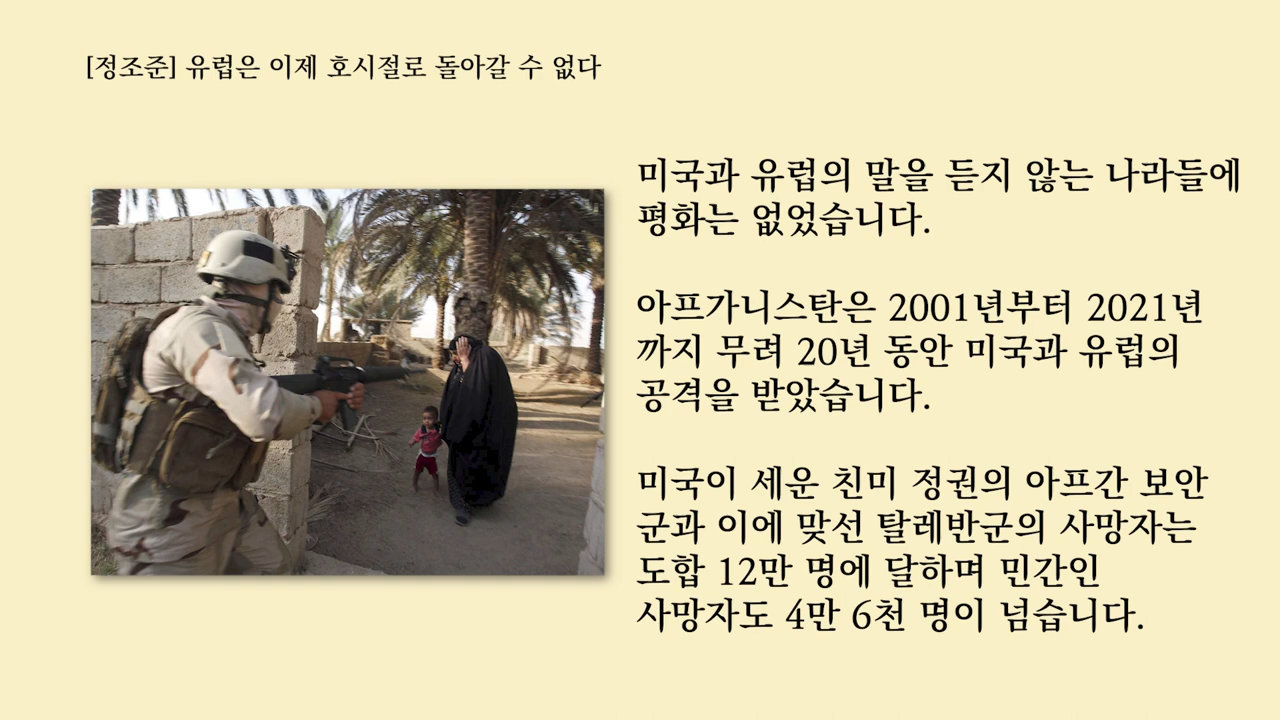 [정조준] 유럽은 이제 호시절로 돌아갈 수 없다
미국과 유럽의 말을 듣지 않는 나라들에
평화는 없었습니다.
아프가니스탄은 2001년부터 2021년
까지 무려 20년 동안 미국과 유럽의
공격을 받았습니다.
미국이 세운 친미 정권의 아프간 보안
군과 이에 맞선 탈레반군의 사망자는
도합 12만 명에 달하며 민간인
사망자도 4만 6천 명이 넘습니다.